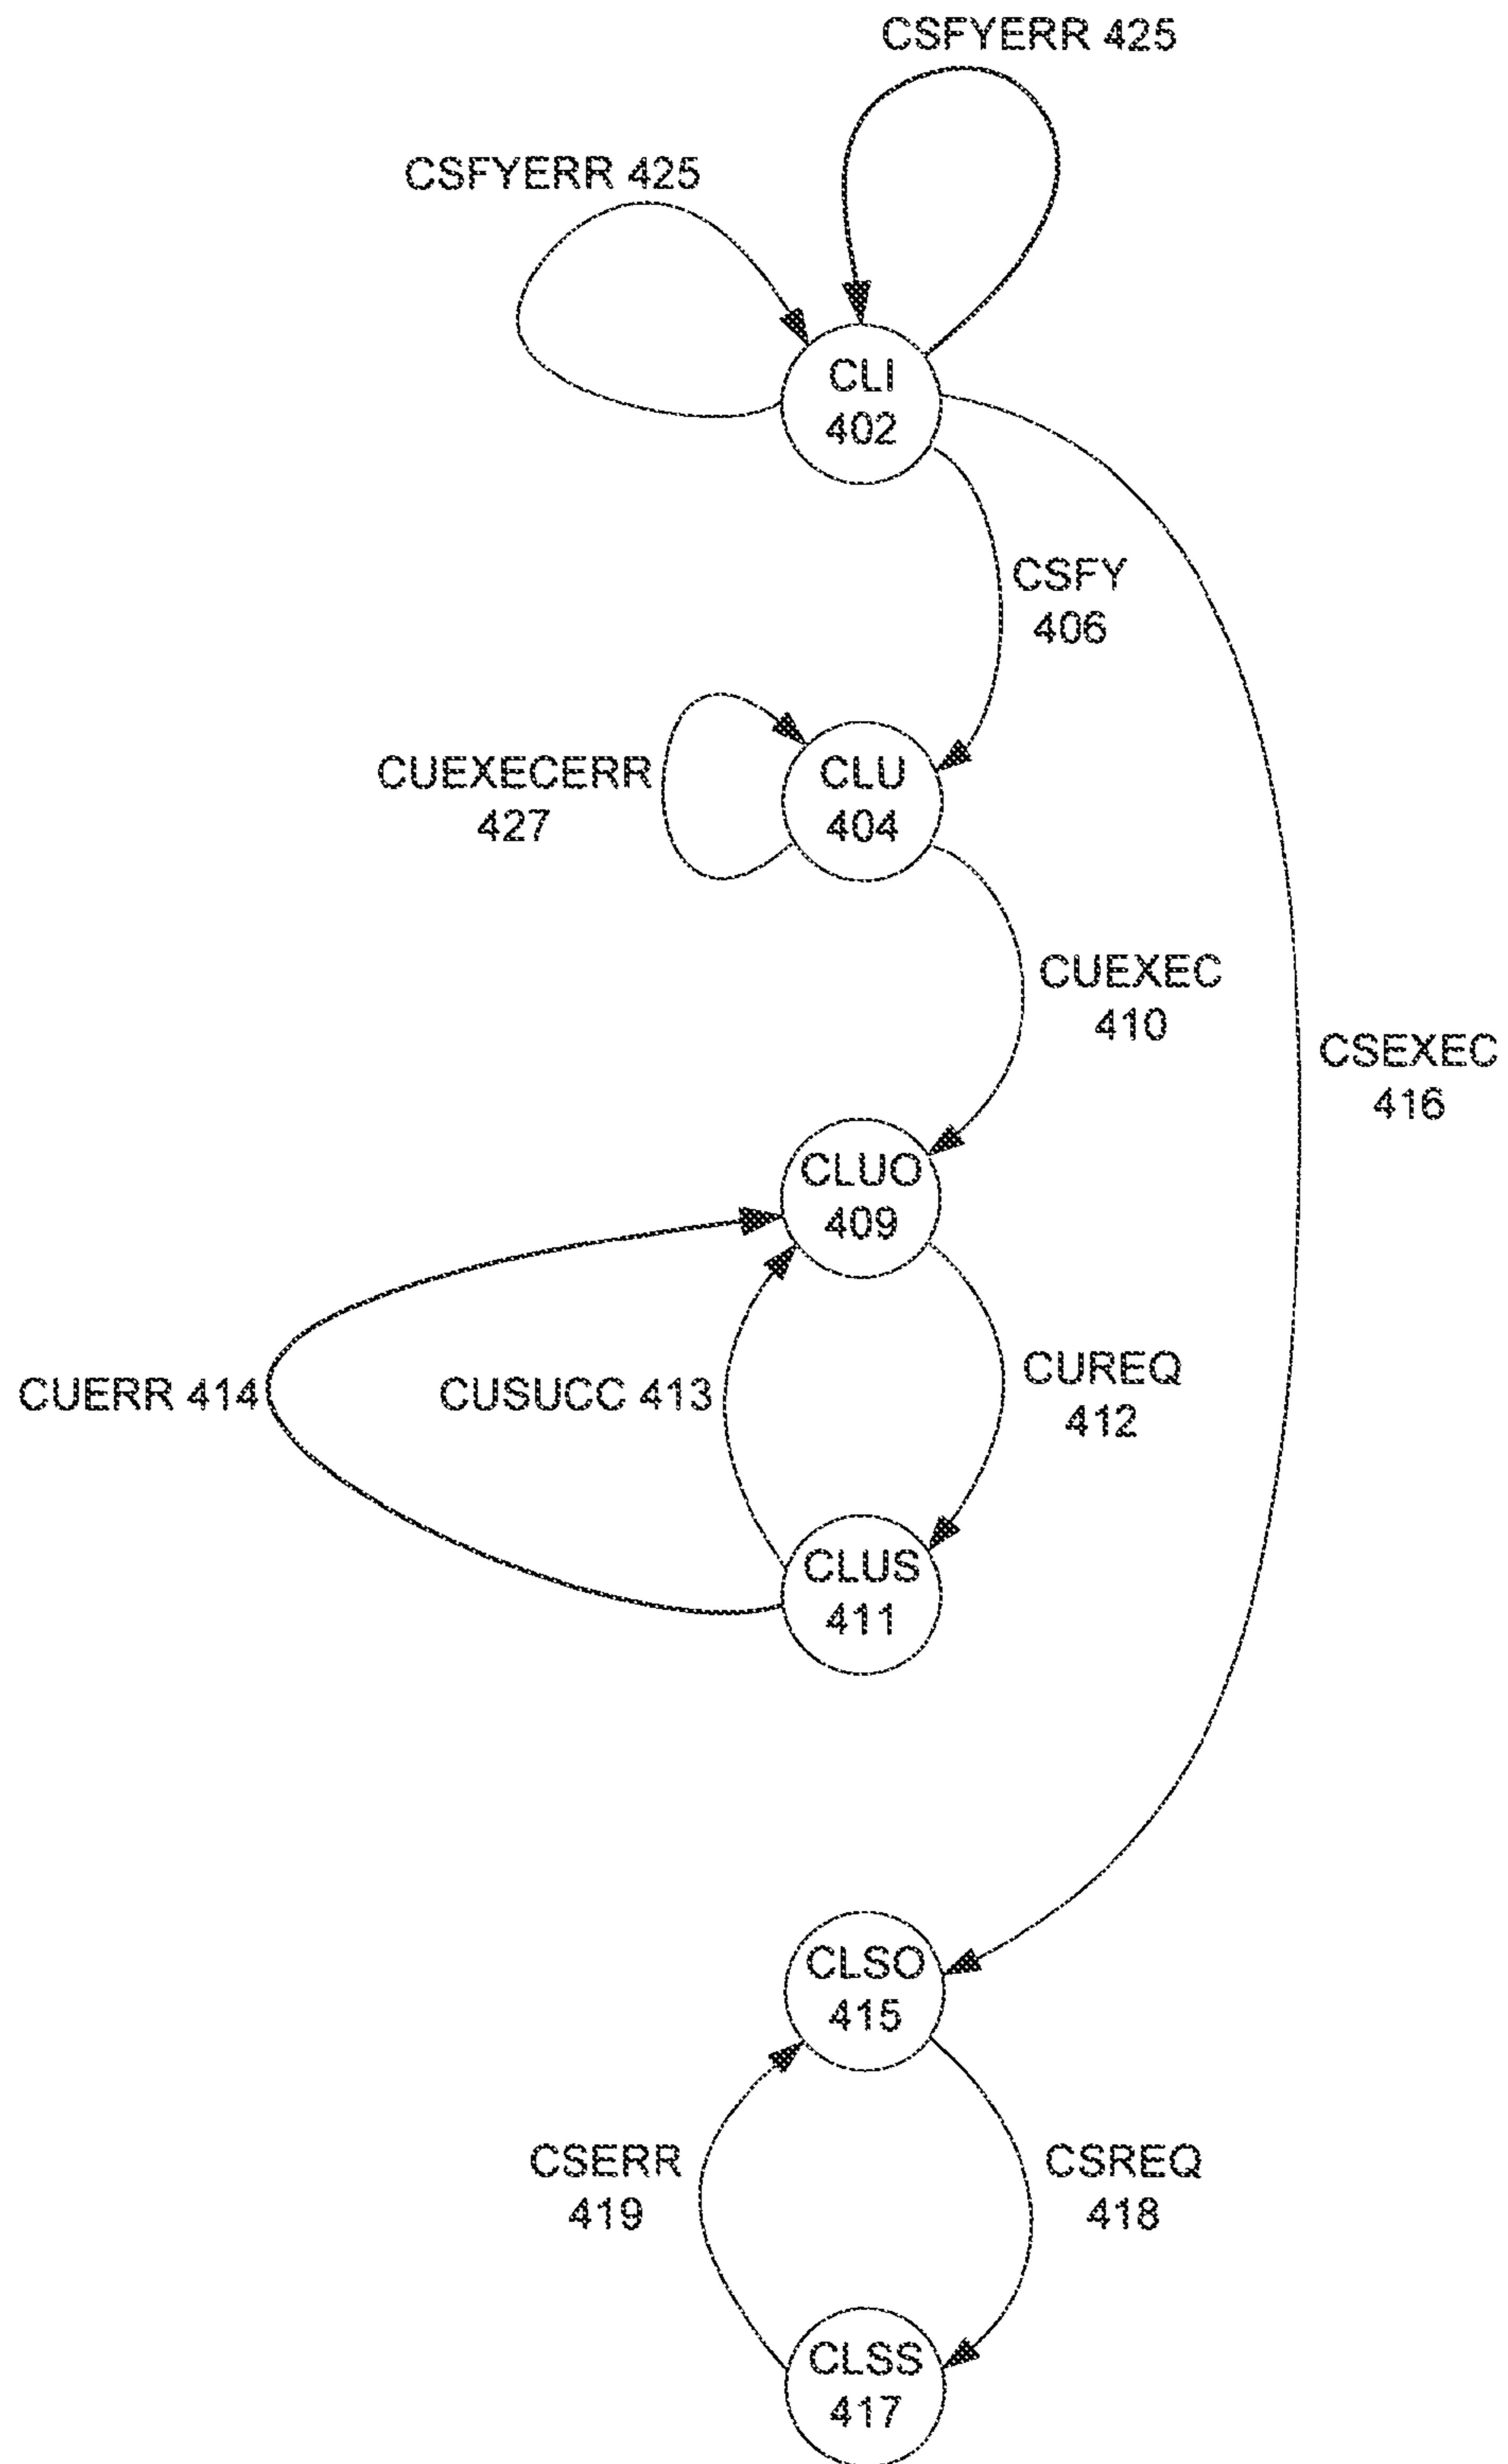 CSFYERR 425
CSFYERR 425
CLI
402
CSFY
406
CUEXECERR
427
CLU
404
CUEXEC
410
CSEXEC
416
CLUO
409
CUERR 414
CUSUCC 413
CUREQ
412
CLUS
411
CLSO
415
CSERR
419
CSREQ
418
CLSS
417